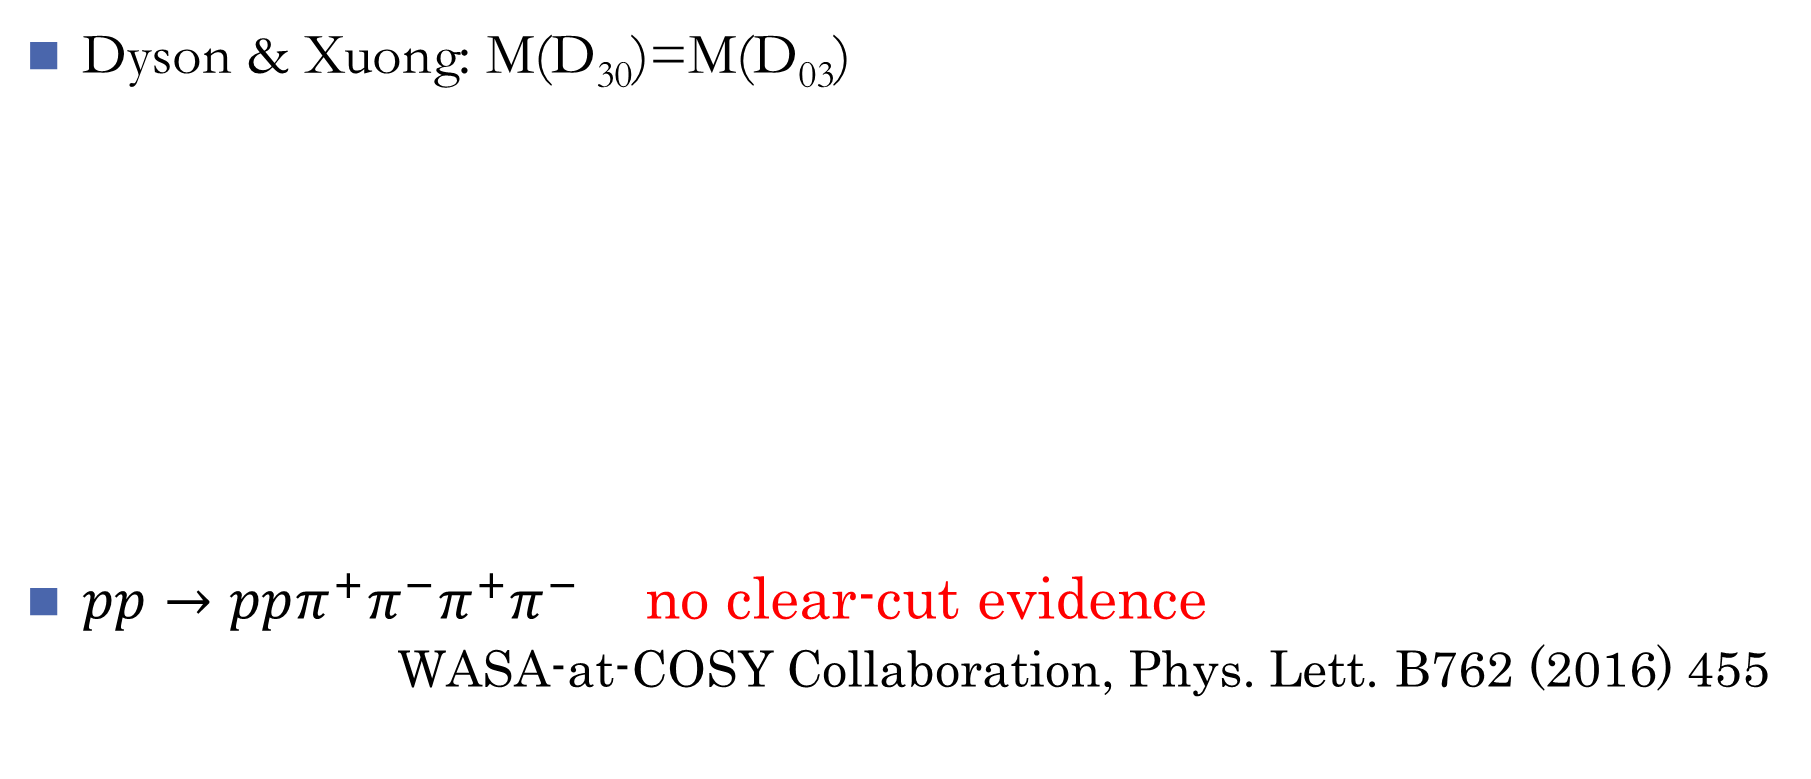 Dyson & Xuong: M(D₃₀)=M(D₀₃)
𝑝𝑝 → 𝑝𝑝𝜋⁺𝜋⁻𝜋⁺𝜋⁻ no clear-cut evidence
WASA-at-COSY Collaboration, Phys. Lett. B762 (2016) 455